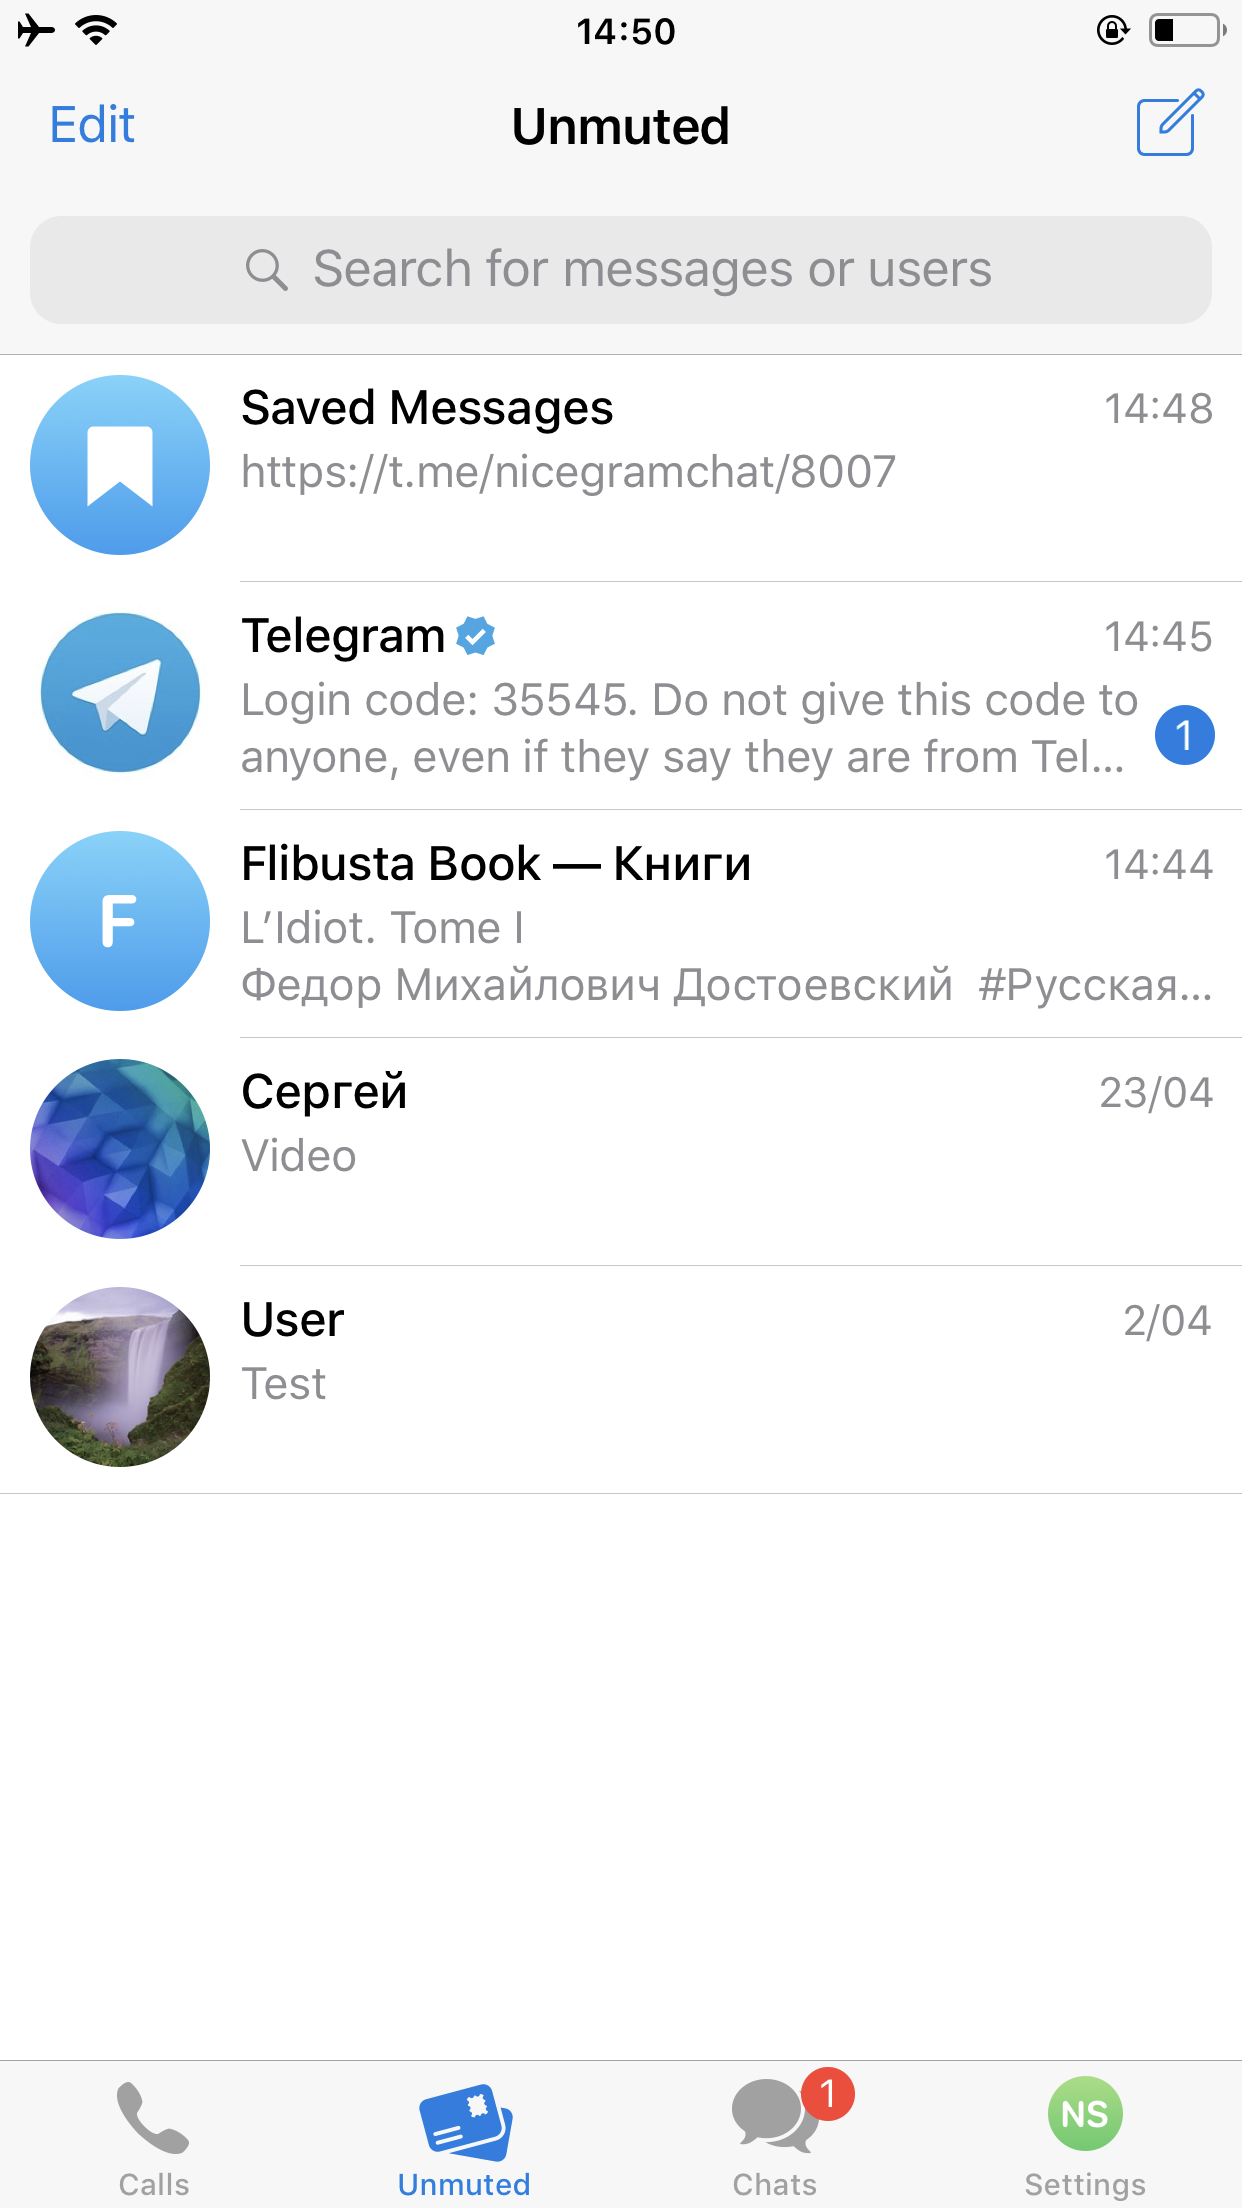 14:50
Edit
Unmuted
Search for messages or users
Saved Messages
14:48
https://t.me/nicegramchat/8007
Telegram
14:45
Login code: 35545. Do not give this code to
anyone, even if they say they are from Tel...
1
Flibusta Book — Книги
14:44
L’Idiot. Tome I
Федор Михайлович Достоевский #Русская...
Сергей
23/04
Video
User
2/04
Test
F
1
NS
Calls
Unmuted
Chats
Settings